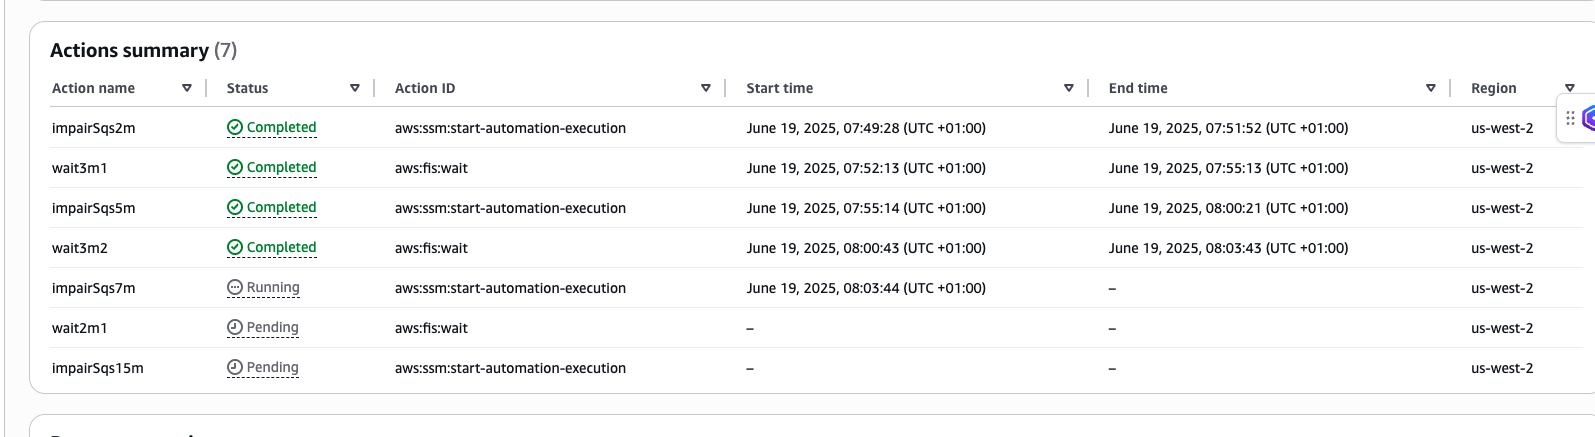 Actions summary (7)
Action name Status Action ID Start time End time Region
impairSqs2m Completed aws:ssm:start-automation-execution June 19, 2025, 07:49:28 (UTC +01:00) June 19, 2025, 07:51:52 (UTC +01:00) us-west-2
wait3m1 Completed aws:fis:wait June 19, 2025, 07:52:13 (UTC +01:00) June 19, 2025, 07:55:13 (UTC +01:00) us-west-2
impairSqs5m Completed aws:ssm:start-automation-execution June 19, 2025, 07:55:14 (UTC +01:00) June 19, 2025, 08:00:21 (UTC +01:00) us-west-2
wait3m2 Completed aws:fis:wait June 19, 2025, 08:00:43 (UTC +01:00) June 19, 2025, 08:03:43 (UTC +01:00) us-west-2
impairSqs7m Running aws:ssm:start-automation-execution June 19, 2025, 08:03:44 (UTC +01:00) – us-west-2
wait2m1 Pending aws:fis:wait – – us-west-2
impairSqs15m Pending aws:ssm:start-automation-execution – – us-west-2